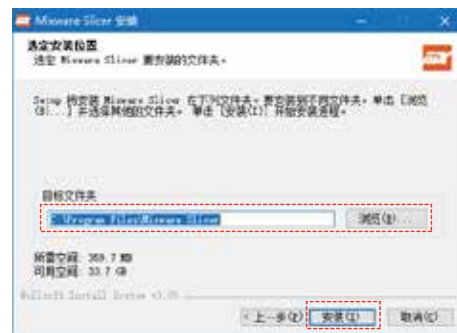 Mixware Slicer 安装
选定安装位置
选定 Mixware Slicer 要安装的文件夹。
Setup 将安装 Mixware Slicer 在下列文件夹。要安装到不同文件夹，单击 [浏览
(B)...] 并选择其他的文件夹。 单击 [安装(I)] 开始安装进程。
目标文件夹
C:\Program Files\Mixware Slicer
浏览(B)...
所需空间: 359.7 MB
可用空间: 33.7 GB
Nullsoft Install System v3.05
< 上一步(P)
安装(I)
取消(C)